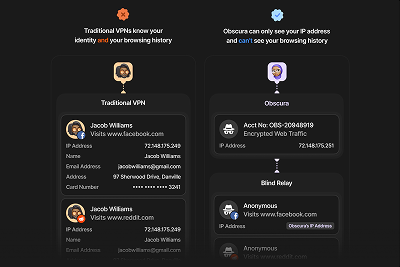 Traditional VPNs know your
identity and your browsing history
Traditional VPN
Jacob Williams
Visits www.facebook.com
IP Address 72.148.175.249
Name Jacob Williams
Email Address jacobwilliams@gmail.com
Address 97 Sherwood Drive, Danville
Card Number •••• •••• •••• 3241
Jacob Williams
Visits www.reddit.com
IP Address 72.148.175.249
Name Jacob Williams
Email Address jacobwilliams@gmail.com
Obscura can only see your IP address
and can't see your browsing history
Obscura
Acct No: OBS-20948919
Encrypted Web Traffic
IP Address 72.148.175.251
Blind Relay
Anonymous
Visits www.facebook.com
IP Address Obscura's IP Address
Anonymous
Visits www.reddit.com